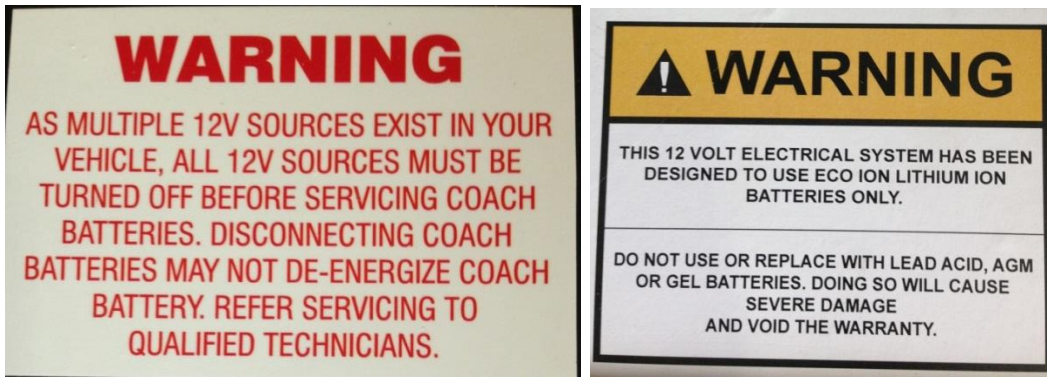 WARNING
AS MULTIPLE 12V SOURCES EXIST IN YOUR
VEHICLE, ALL 12V SOURCES MUST BE
TURNED OFF BEFORE SERVICING COACH
BATTERIES. DISCONNECTING COACH
BATTERIES MAY NOT DE-ENERGIZE COACH
BATTERY. REFER SERVICING TO
QUALIFIED TECHNICIANS.
WARNING
THIS 12 VOLT ELECTRICAL SYSTEM HAS BEEN
DESIGNED TO USE ECO ION LITHIUM ION
BATTERIES ONLY.
DO NOT USE OR REPLACE WITH LEAD ACID, AGM
OR GEL BATTERIES. DOING SO WILL CAUSE
SEVERE DAMAGE
AND VOID THE WARRANTY.